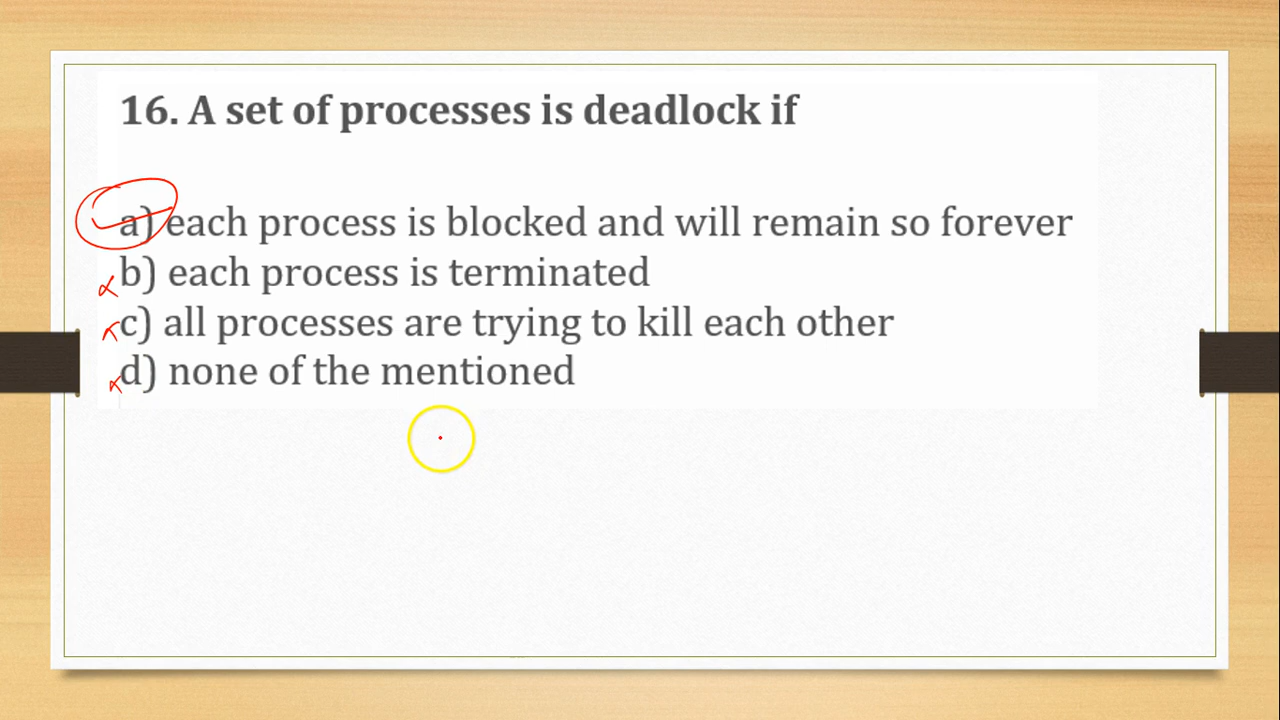 16. A set of processes is deadlock if
a) each process is blocked and will remain so forever
b) each process is terminated
c) all processes are trying to kill each other
d) none of the mentioned